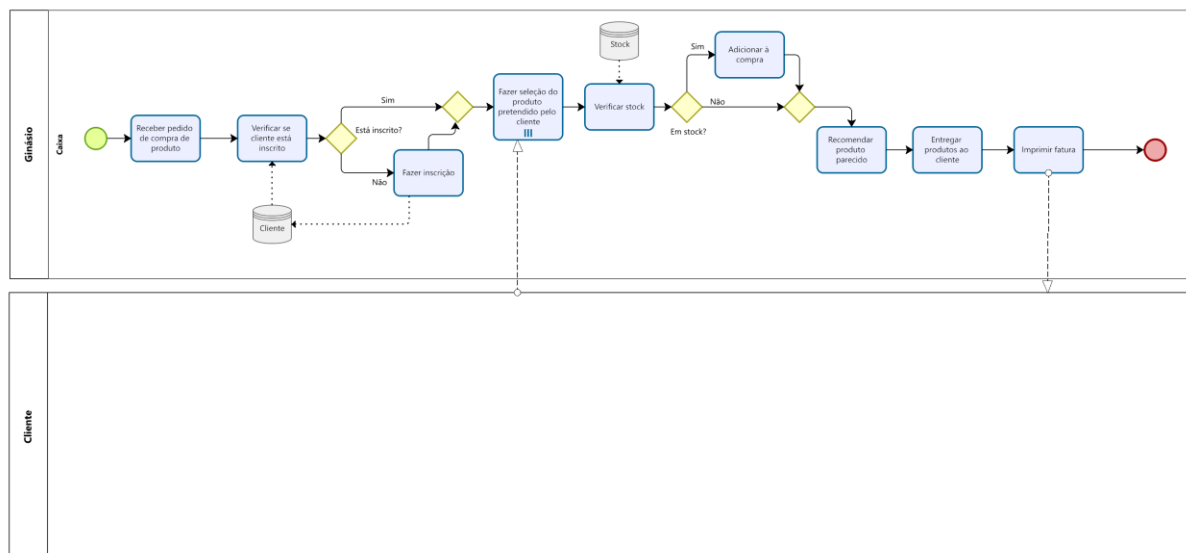 Ginásio
Caixa
Receber pedido
de compra de
produto
Verificar se
cliente está
inscrito
Cliente
Está inscrito?
Sim
Não
Fazer inscrição
Fazer seleção do
produto
pretendido pelo
cliente
Stock
Verificar stock
Em stock?
Sim
Não
Adicionar à
compra
Recomendar
produto
parecido
Entregar
produtos ao
cliente
Imprimir fatura
Cliente